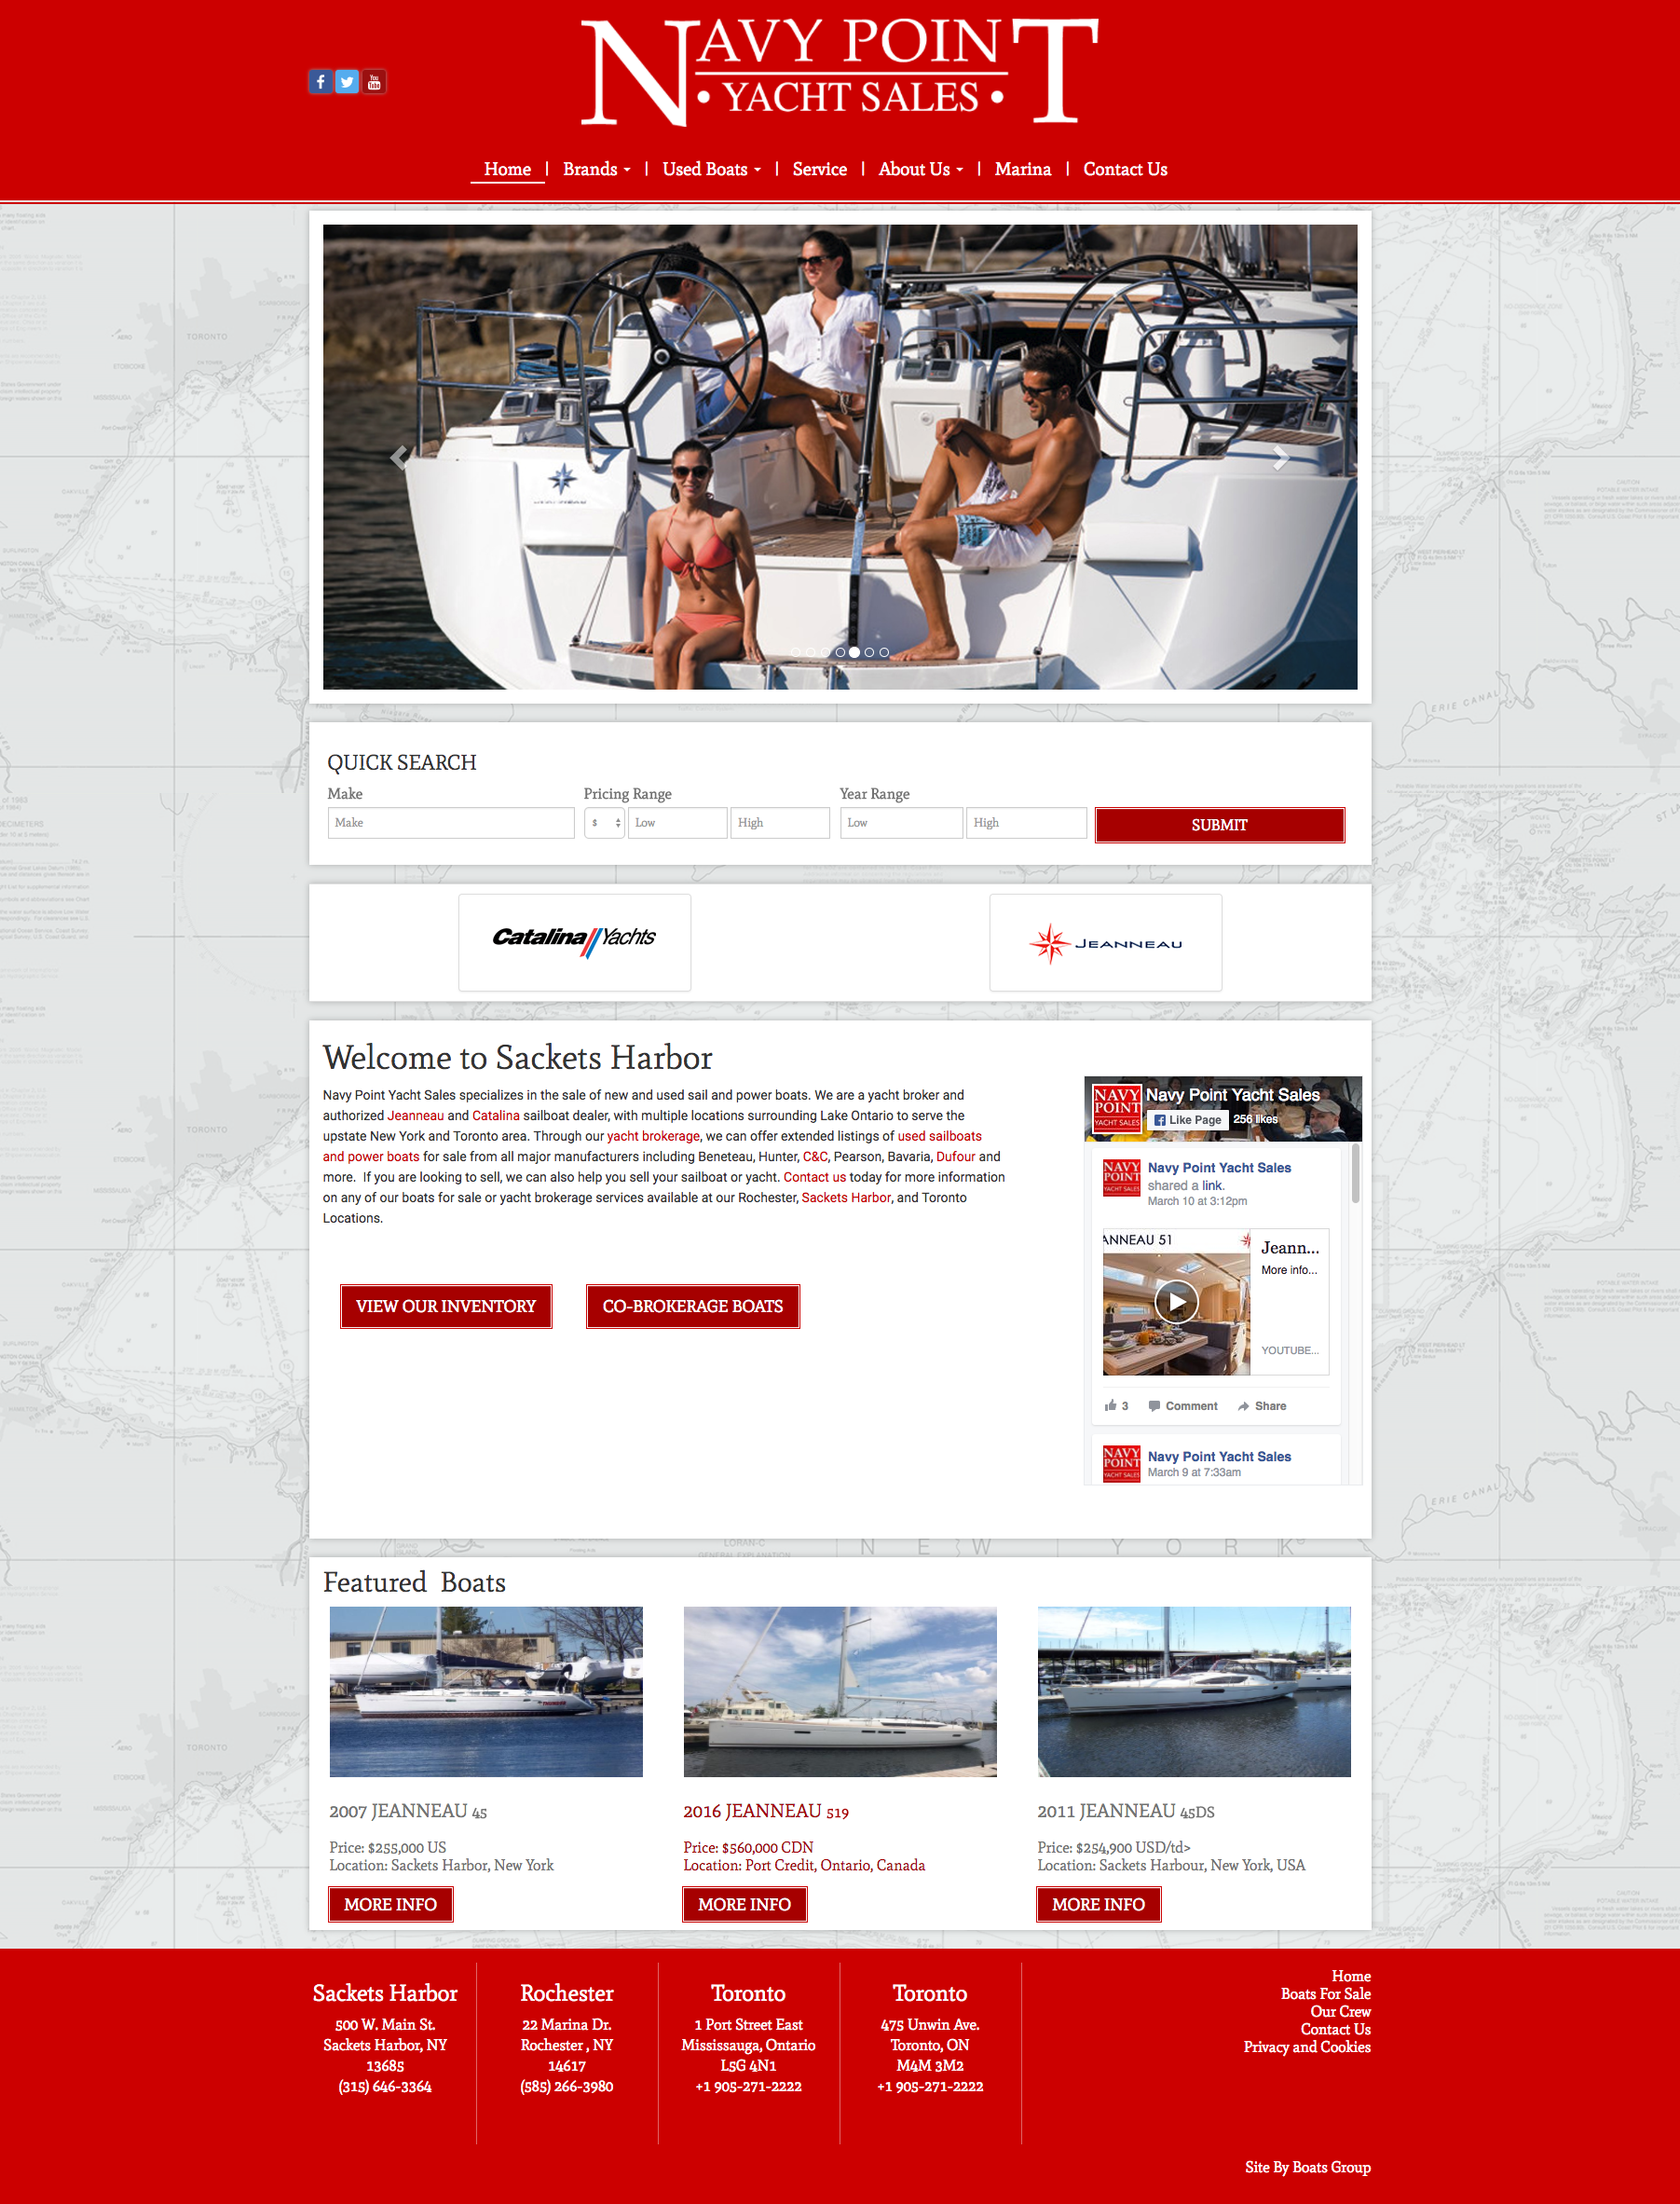 NAVY POINT
• YACHT SALES •
Home | Brands | Used Boats | Service | About Us | Marina | Contact Us
JEANNEAU
QUICK SEARCH
Make Pricing Range Year Range
Make $ Low High Low High SUBMIT
Catalina Yachts JEANNEAU
Welcome to Sackets Harbor
Navy Point Yacht Sales specializes in the sale of new and used sail and power boats. We are a yacht broker and
authorized Jeanneau and Catalina sailboat dealer, with multiple locations surrounding Lake Ontario to serve the
upstate New York and Toronto area. Through our yacht brokerage, we can offer extended listings of used sailboats
and power boats for sale from all major manufacturers including Beneteau, Hunter, C&C, Pearson, Bavaria, Dufour and
more. If you are looking to sell, we can also help you sell your sailboat or yacht. Contact us today for more information
on any of our boats for sale or yacht brokerage services available at our Rochester, Sackets Harbor, and Toronto
Locations.
VIEW OUR INVENTORY CO-BROKERAGE BOATS
NAVY
POINT
YACHT SALES
Navy Point Yacht Sales
Like Page 256 likes
NAVY
POINT
YACHT SALES
Navy Point Yacht Sales
shared a link.
March 10 at 3:12pm
ANNEAU 51
Jeann...
More info...
YOUTUBE...
3 Comment Share
NAVY
POINT
YACHT SALES
Navy Point Yacht Sales
March 9 at 7:33am
NEW YORK
Featured Boats
2007 JEANNEAU 45
Price: $255,000 US
Location: Sackets Harbor, New York
MORE INFO
2016 JEANNEAU 519
Price: $560,000 CDN
Location: Port Credit, Ontario, Canada
MORE INFO
2011 JEANNEAU 45DS
Price: $254,900 USD/td>
Location: Sackets Harbour, New York, USA
MORE INFO
Sackets Harbor
500 W. Main St.
Sackets Harbor, NY
13685
(315) 646-3364
Rochester
22 Marina Dr.
Rochester , NY
14617
(585) 266-3980
Toronto
1 Port Street East
Mississauga, Ontario
L5G 4N1
+1 905-271-2222
Toronto
475 Unwin Ave.
Toronto, ON
M4M 3M2
+1 905-271-2222
Home
Boats For Sale
Our Crew
Contact Us
Privacy and Cookies
Site By Boats Group